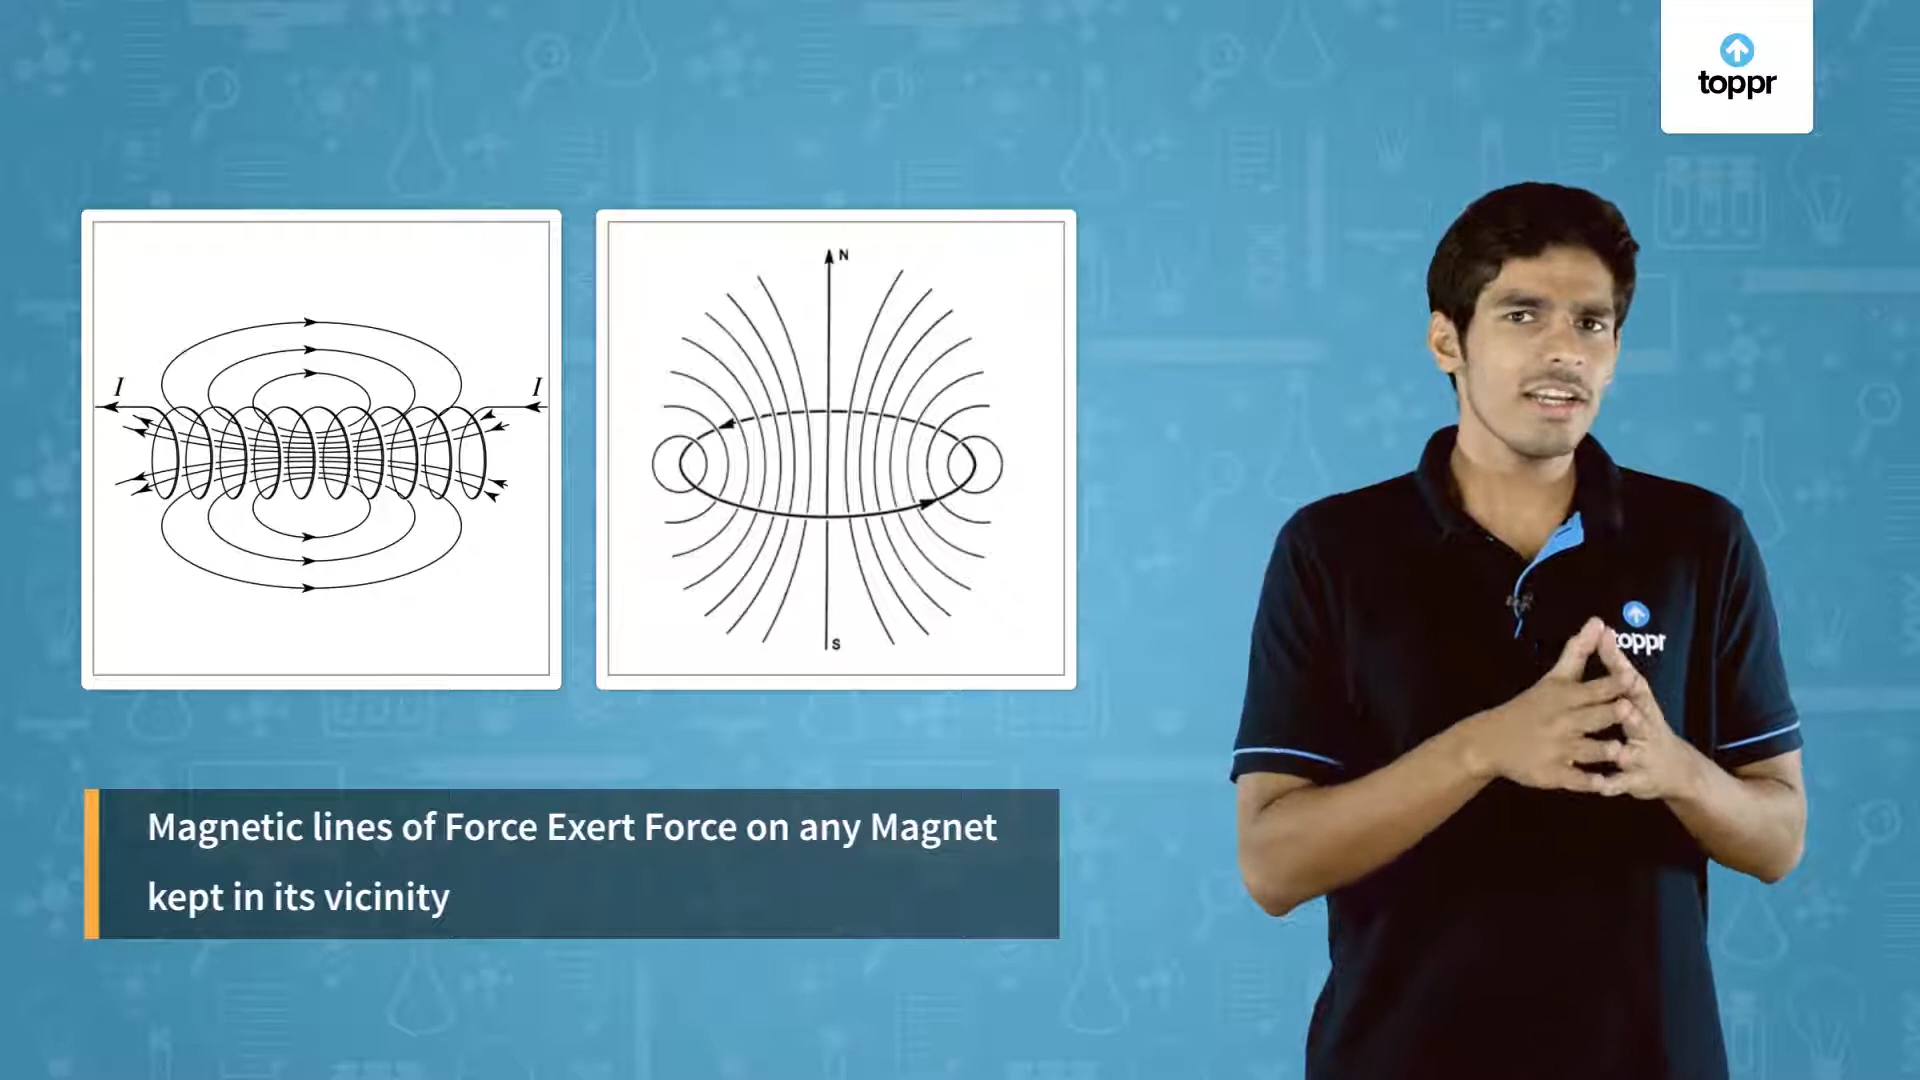 toppr
N
I
I
S
toppr
Magnetic lines of Force Exert Force on any Magnet
kept in its vicinity